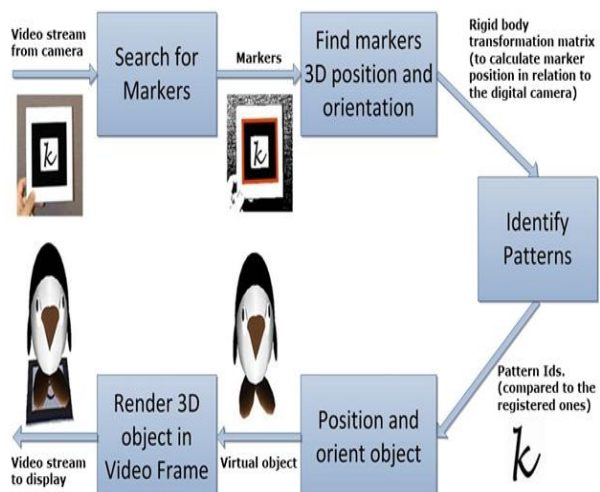 Video stream
from camera
Search for
Markers
Markers
Find markers
3D position and
orientation
Rigid body
transformation matrix
(to calculate marker
position in relation to
the digital camera)
k
k
Identify
Patterns
Pattern Ids.
(compared to the
registered ones)
k
Position and
orient object
Virtual object
Render 3D
object in
Video Frame
Video stream
to display